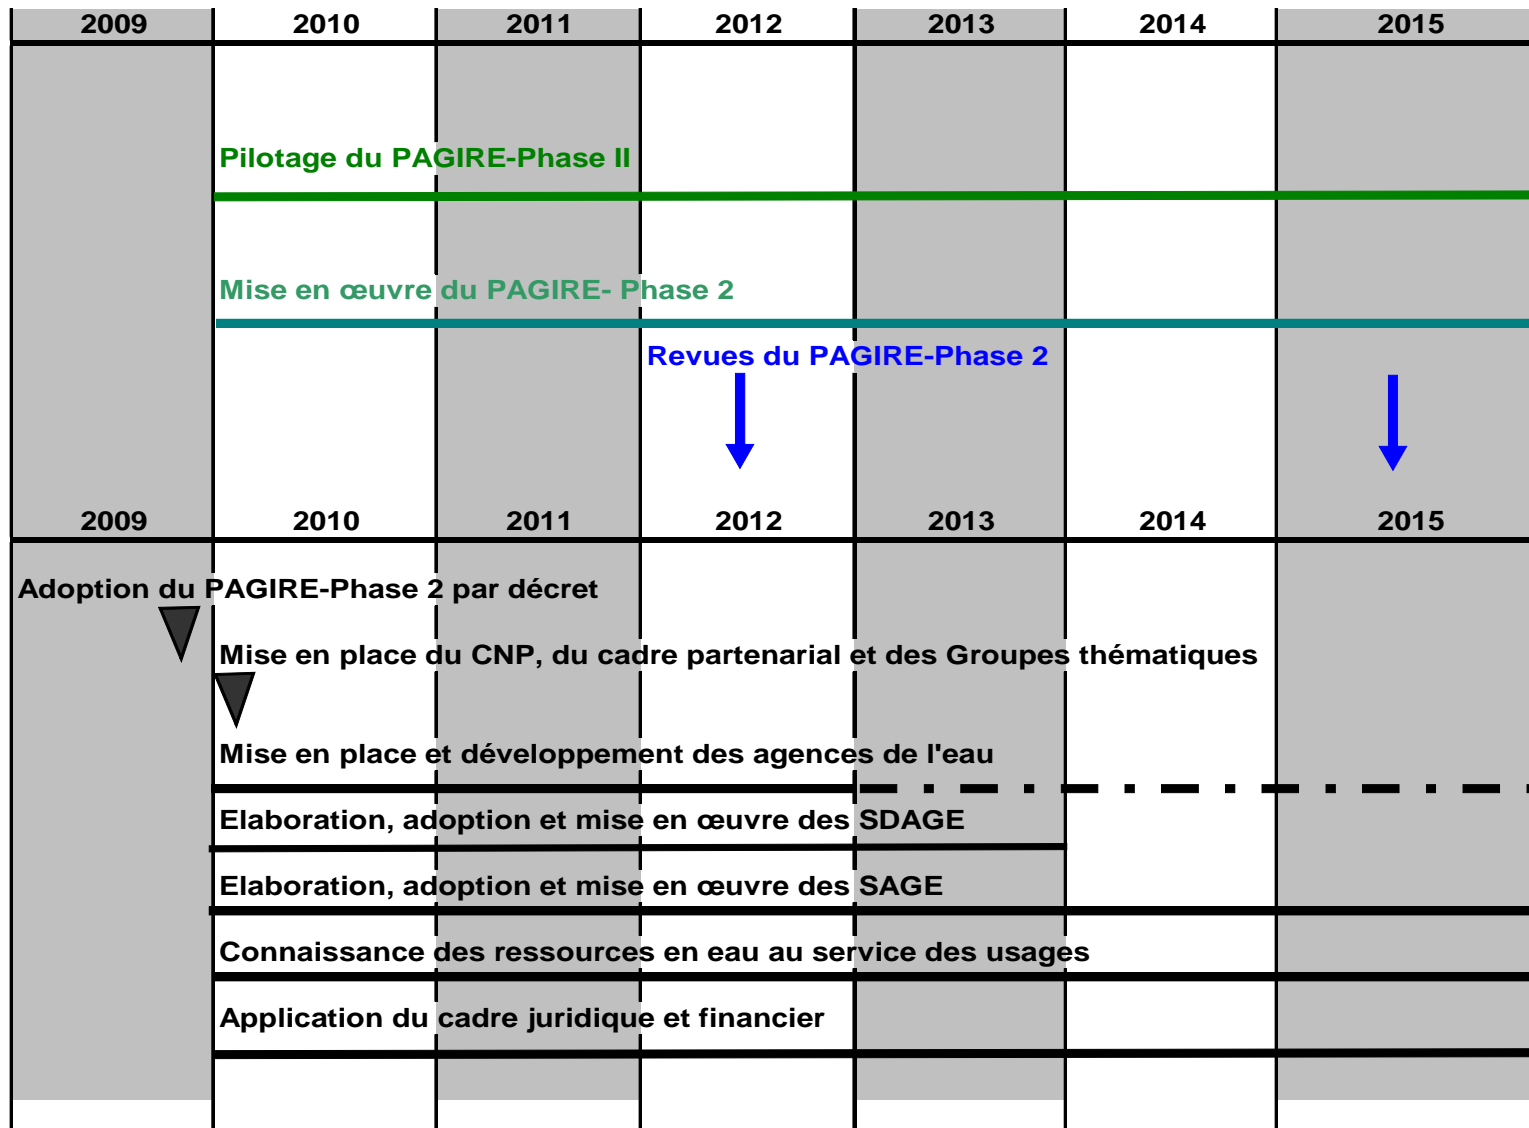 2009 2010 2011 2012 2013 2014 2015
Pilotage du PAGIRE-Phase II
Mise en œuvre du PAGIRE- Phase 2
Revues du PAGIRE-Phase 2
2009 2010 2011 2012 2013 2014 2015
Adoption du PAGIRE-Phase 2 par décret
Mise en place du CNP, du cadre partenarial et des Groupes thématiques
Mise en place et développement des agences de l'eau
Elaboration, adoption et mise en œuvre des SDAGE
Elaboration, adoption et mise en œuvre des SAGE
Connaissance des ressources en eau au service des usages
Application du cadre juridique et financier